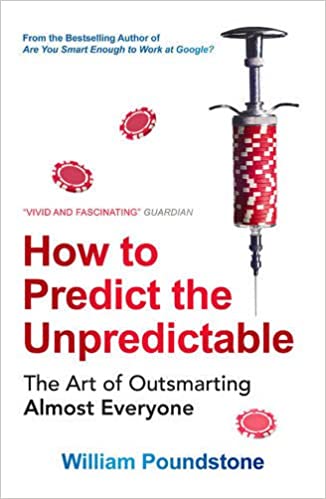 From the Bestselling Author of
Are You Smart Enough to Work at Google?
“VIVID AND FASCINATING” GUARDIAN
How to
Predict the
Unpredictable
The Art of Outsmarting
Almost Everyone
William Poundstone